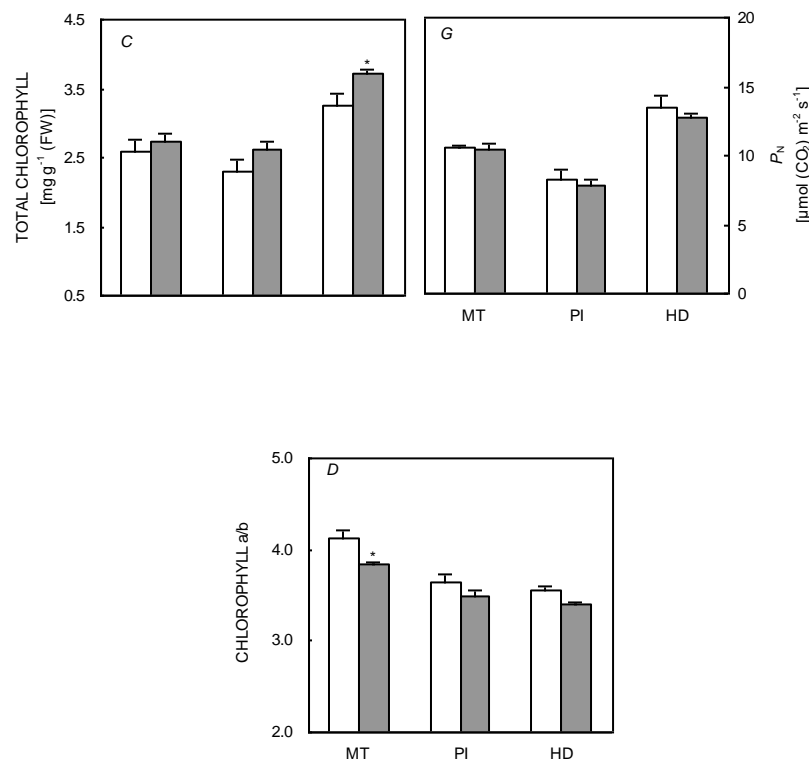 4.5
3.5
2.5
1.5
0.5
TOTAL CHLOROPHYLL
[mg g-1 (FW)]
C
*
G
20
15
10
5
0
PN
[µmol (CO2) m-2 s-1]
MT PI HD
5.0
4.0
3.0
2.0
CHLOROPHYLL a/b
D
*
MT PI HD